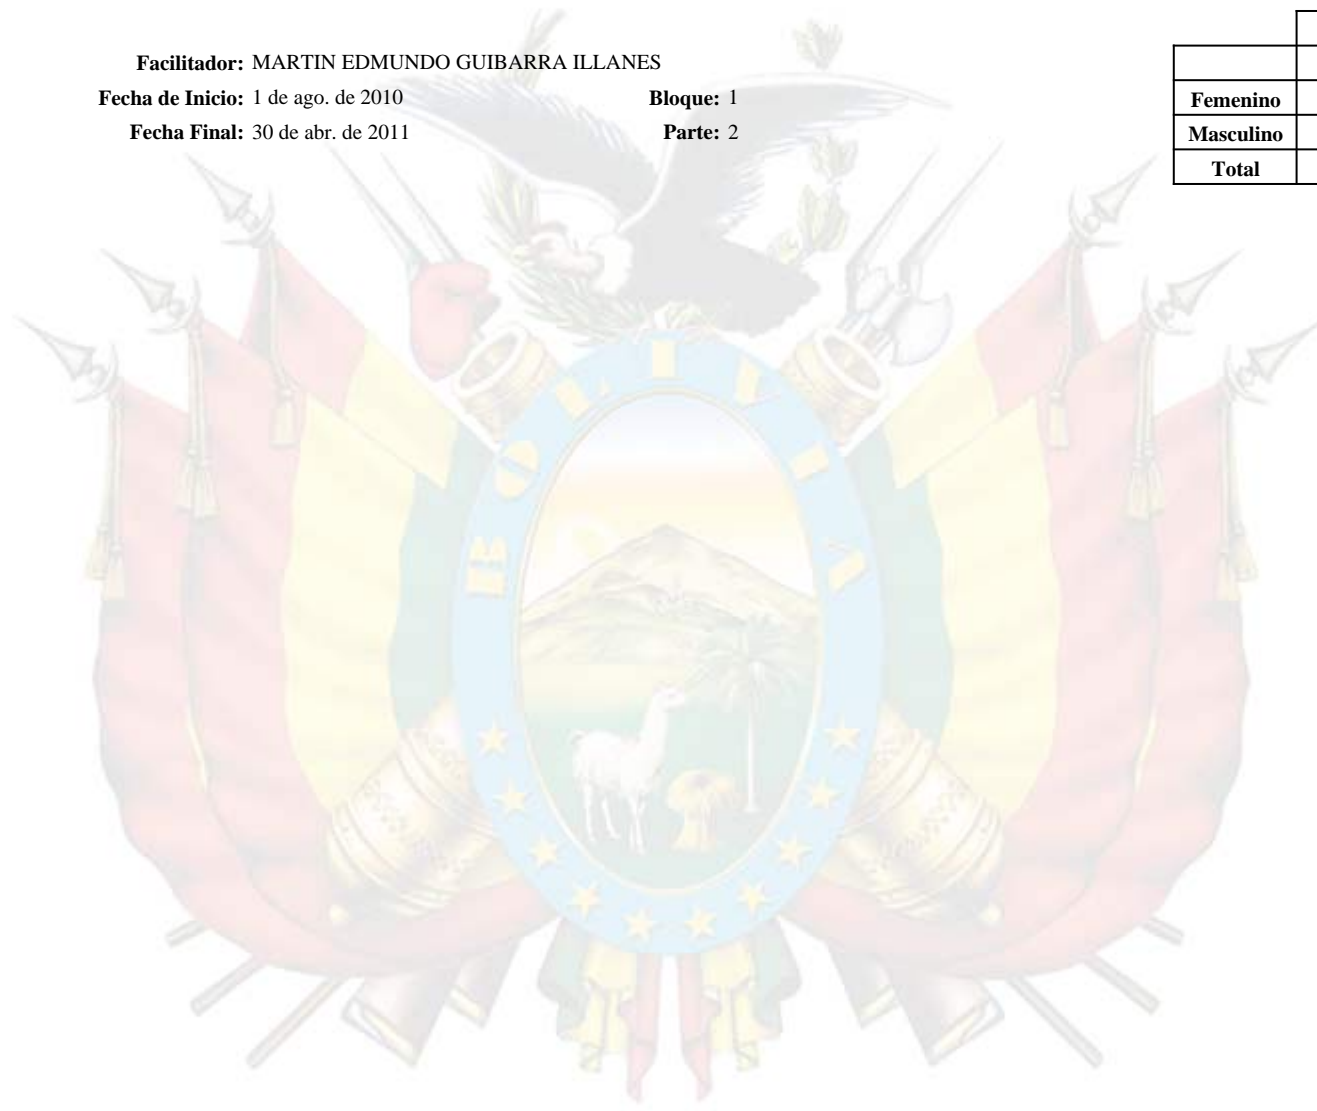 Facilitador: MARTIN EDMUNDO GUIBARRA ILLANES
Fecha de Inicio: 1 de ago. de 2010 Bloque: 1
Fecha Final: 30 de abr. de 2011 Parte: 2
Femenino
Masculino
Total
BOLIVIA